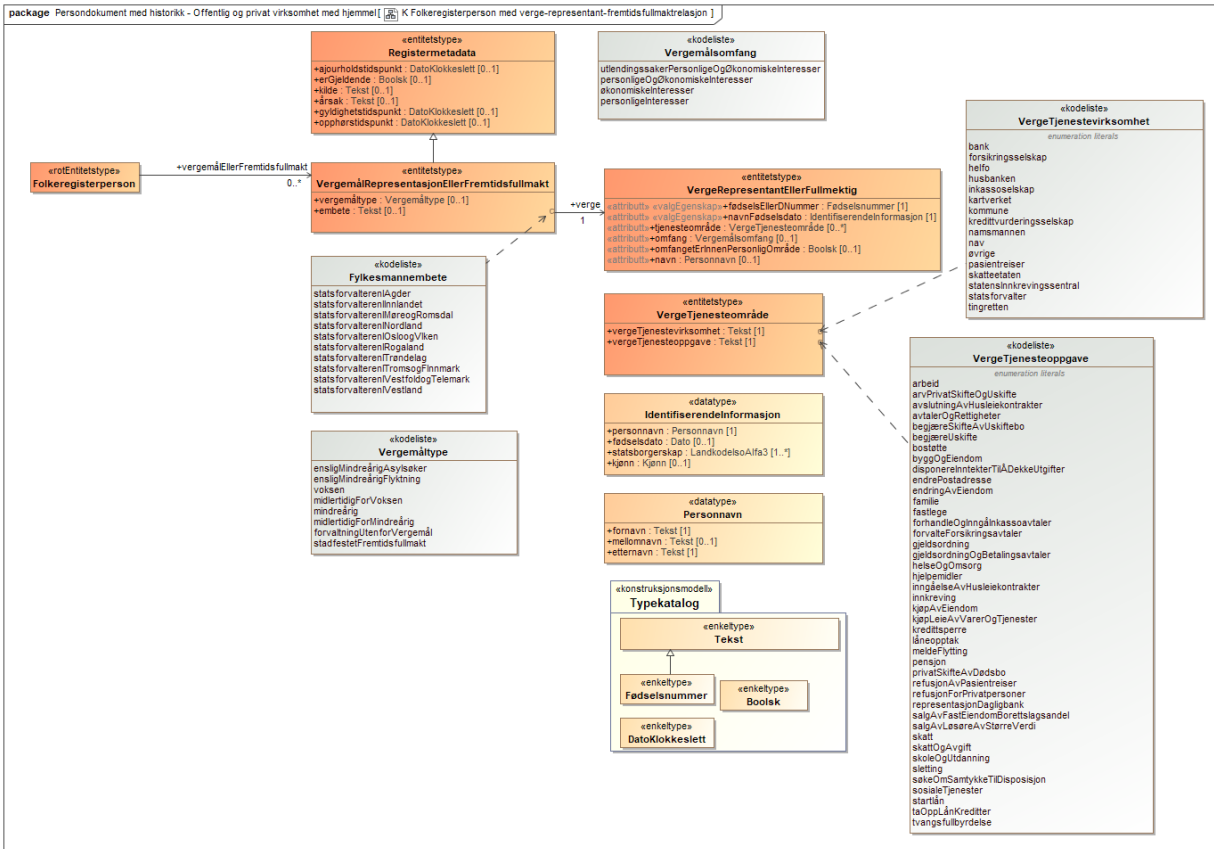 package Persondokument med historikk - Offentlig og privat virksomhet med hjemmel[ K Folkeregisterperson med verge-representant-fremtidsfullmaktrelasjon ]
«entitetstype»
Registermetadata
+ajourholdstidspunkt : DatoKlokkeslett [0..1]
+erGjeldende : Boolsk [0..1]
+kilde : Tekst [0..1]
+årsak : Tekst [0..1]
+gyldighetstidspunkt : DatoKlokkeslett [0..1]
+opphørstidspunkt : DatoKlokkeslett [0..1]
«kodeliste»
Vergemålsomfang
utlendingssakerPersonligeOgØkonomiskeInteresser
personligeOgØkonomiskeInteresser
økonomiskeInteresser
personligeInteresser
«rotEntitetstype»
Folkeregisterperson
+vergemålEllerFremtidsfullmakt
0..*
«entitetstype»
VergemålRepresentasjonEllerFremtidsfullmakt
+vergemåltype : Vergemåltype [0..1]
+embete : Tekst [0..1]
+verge
1
«entitetstype»
VergeRepresentantEllerFullmektig
«attributt» «valgEgenskap»+fødselsEllerDNummer : Fødselsnummer [1]
«attributt» «valgEgenskap»+navnFødselsdato : IdentifiserendeInformasjon [1]
«attributt»+tjenesteområde : VergeTjenesteområde [0..*]
«attributt»+omfang : Vergemålsomfang [0..1]
«attributt»+omfangetErInnenPersonligOmråde : Boolsk [0..1]
«attributt»+navn : Personnavn [0..1]
«kodeliste»
VergeTjenestevirksomhet
enumeration literals
bank
forsikringsselskap
helfo
husbanken
inkassoselskap
kartverket
kommune
kredittvurderingsselskap
namsmannen
nav
øvrige
pasientreiser
skatteetaten
statensInnkrevingssentral
statsforvalter
tingretten
«kodeliste»
Fylkesmannembete
statsforvalterenIAgder
statsforvalterenIInnlandet
statsforvalterenIMøreogRomsdal
statsforvalterenINordland
statsforvalterenIOsloogViken
statsforvalterenIRogaland
statsforvalterenITrøndelag
statsforvalterenITromsogFinnmark
statsforvalterenIVestfoldogTelemark
statsforvalterenIVestland
«entitetstype»
VergeTjenesteområde
+vergeTjenestevirksomhet : Tekst [1]
+vergeTjenesteoppgave : Tekst [1]
«kodeliste»
VergeTjenesteoppgave
enumeration literals
arbeid
arvPrivatSkifteOgUskifte
avslutningAvHusleiekontrakter
avtalerOgRettigheter
begjæreSkifteAvUskiftebo
begjæreUskifte
bostøtte
byggOgEiendom
disponereInntekterTilÅDekkeUtgifter
endrePostadresse
endringAvEiendom
familie
fastlege
forhandleOgInngåInkassoavtaler
forvalteForsikringsavtaler
gjeldsordning
gjeldsordningOgBetalingsavtaler
helseOgOmsorg
hjelpemidler
inngåelseAvHusleiekontrakter
innkreving
kjøpAvEiendom
kjøpLeieAvVarerOgTjenester
kredittsperre
låneopptak
meldeFlytting
pensjon
privatSkifteAvDødsbo
refusjonAvPasientreiser
refusjonForPrivatpersoner
representasjonDagligbank
salgAvFastEiendomBorettslagsandel
salgAvLøsøreAvStørreVerdi
skatt
skattOgAvgift
skoleOgUtdanning
sletting
søkeOmSamtykkeTilDisposisjon
sosialeTjenester
startlån
taOppLånKreditter
tvangsfullbyrdelse
«datatype»
IdentifiserendeInformasjon
+personnavn : Personnavn [1]
+fødselsdato : Dato [0..1]
+statsborgerskap : LandkodeIsoAlfa3 [1..*]
+kjønn : Kjønn [0..1]
«kodeliste»
Vergemåltype
ensligMindreårigAsylsøker
ensligMindreårigFlyktning
voksen
midlertidigForVoksen
mindreårig
midlertidigForMindreårig
forvaltningUtenforVergemål
stadfestetFremtidsfullmakt
«datatype»
Personnavn
+fornavn : Tekst [1]
+mellomnavn : Tekst [0..1]
+etternavn : Tekst [1]
«konstruksjonsmodell»
Typekatalog
«enkeltype»
Tekst
«enkeltype»
Fødselsnummer
«enkeltype»
Boolsk
«enkeltype»
DatoKlokkeslett